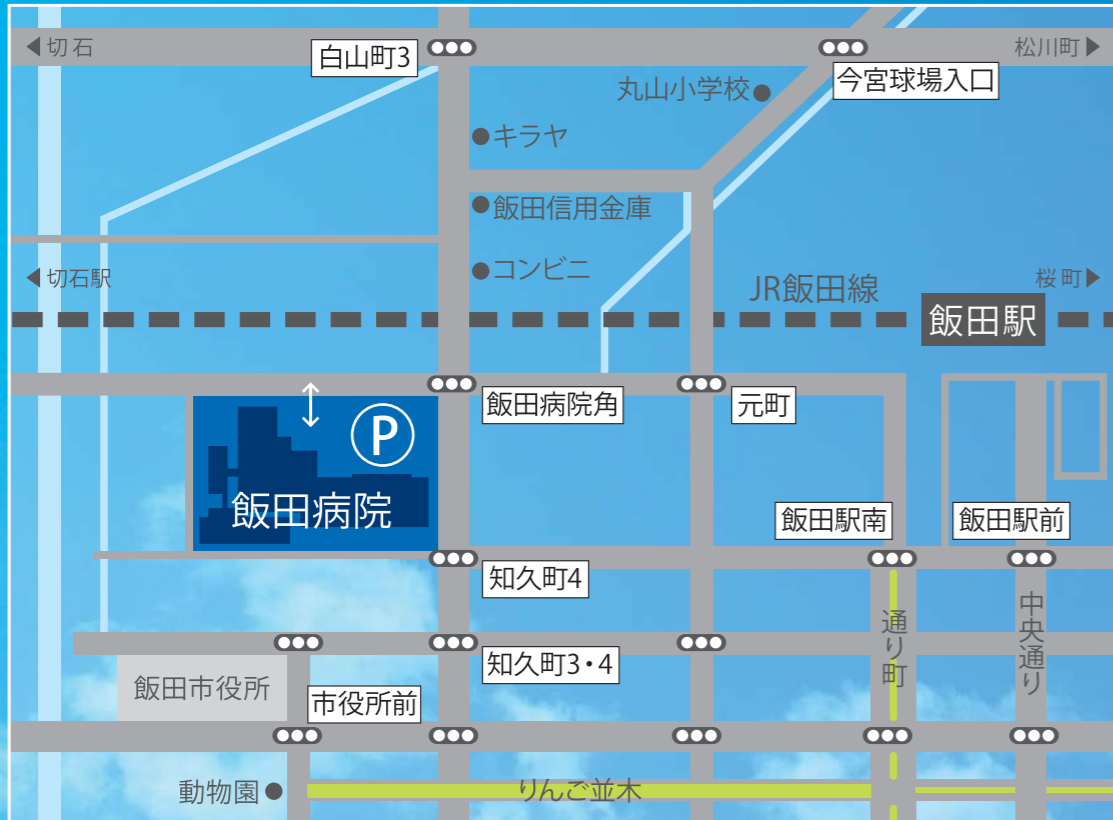 切石
白山町3
松川町
今宮球場入口
丸山小学校
キラヤ
飯田信用金庫
コンビニ
切石駅
JR飯田線
桜町
飯田駅
P
飯田病院角
元町
飯田病院
飯田駅南
飯田駅前
知久町4
通り町
中央通り
知久町3・4
飯田市役所
市役所前
動物園
りんご並木